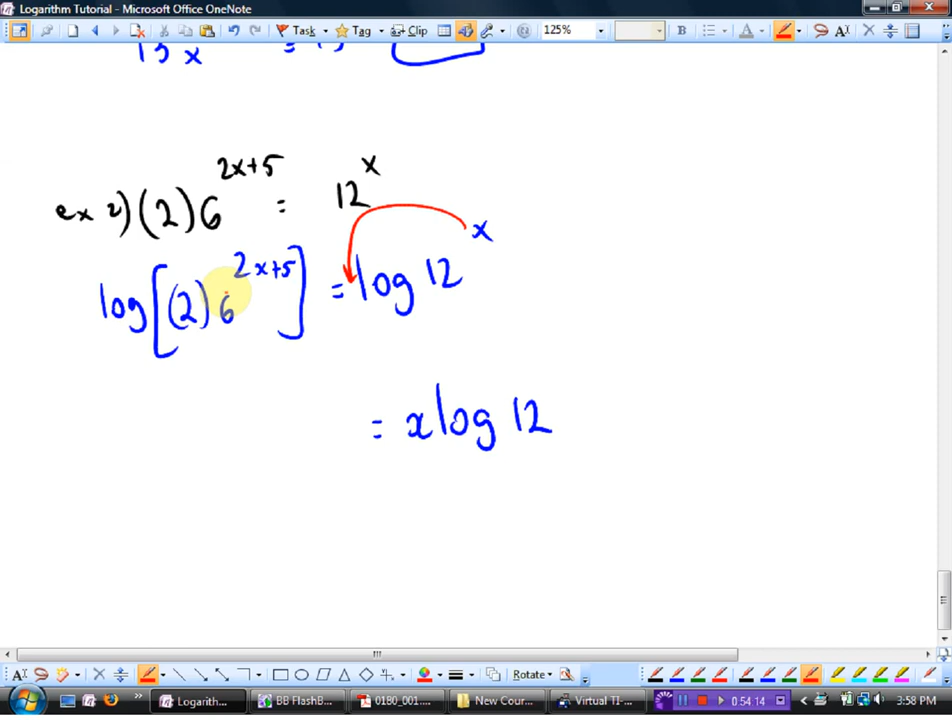 Logarithm Tutorial - Microsoft Office OneNote
Task Tag Clip 125% B A
ex 2) (2)6^{2x+5} = 12^x
log[(2)6^{2x+5}] = log 12^x
= x log 12
Rotate
Logarith... BB FlashB... 0180_001.... New Cour... Virtual TI-... 0:54:14 3:58 PM